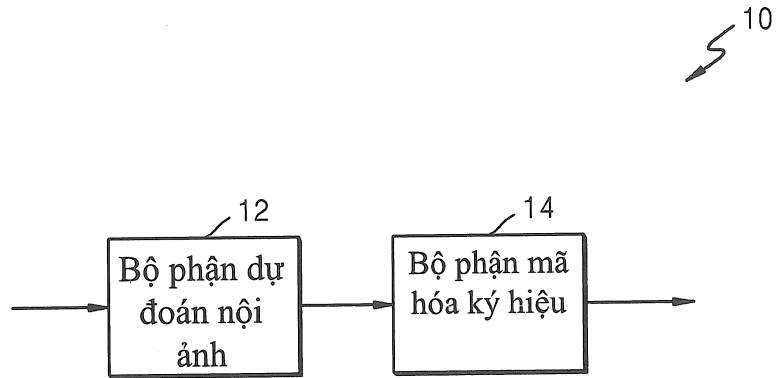 10
12
Bộ phận dự
đoán nội
ảnh
14
Bộ phận mã
hóa ký hiệu